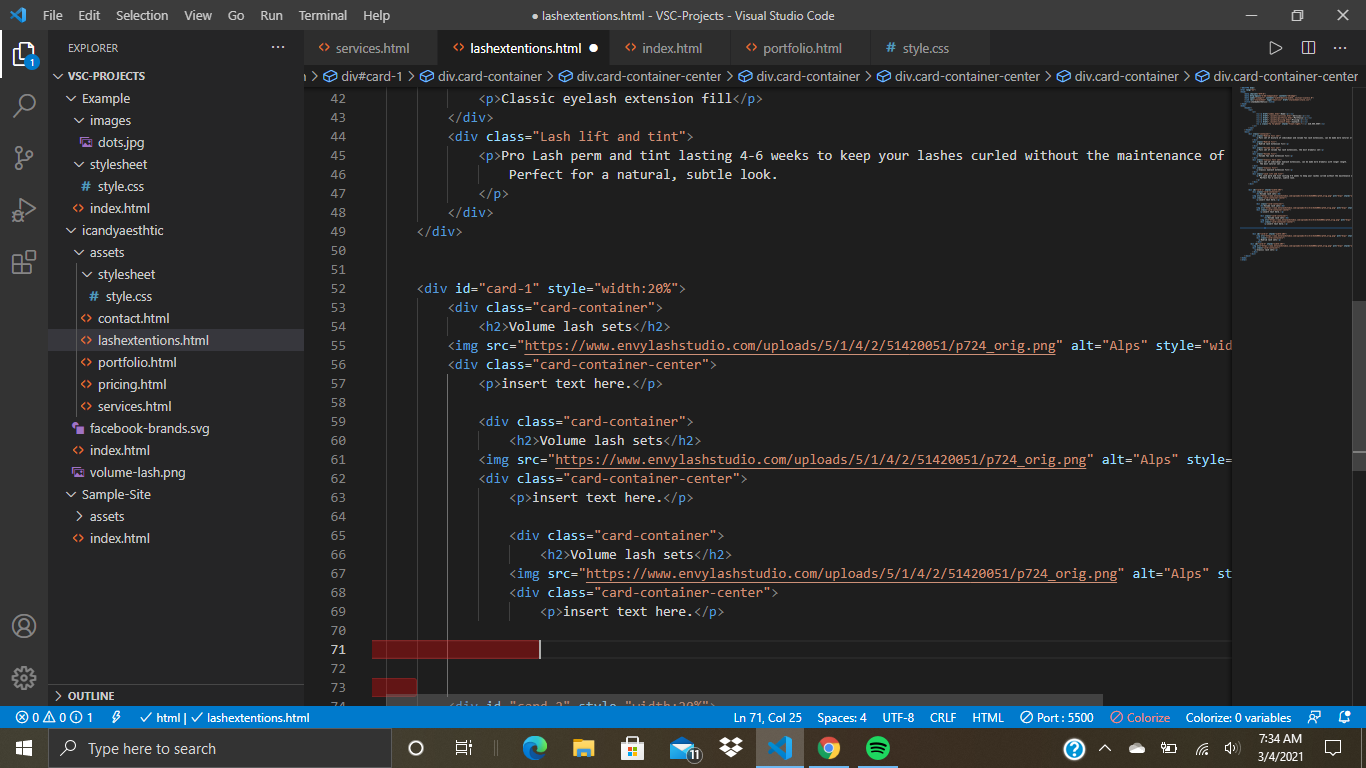 File Edit Selection View Go Run Terminal Help
● lashextentions.html - VSC-Projects - Visual Studio Code
EXPLORER
services.html
lashextentions.html
index.html
portfolio.html
style.css
VSC-PROJECTS
Example
images
dots.jpg
stylesheet
style.css
index.html
icandyaesthtic
assets
stylesheet
style.css
contact.html
lashextentions.html
portfolio.html
pricing.html
services.html
facebook-brands.svg
index.html
volume-lash.png
Sample-Site
assets
index.html
OUTLINE
1
div#card-1 > div.card-container > div.card-container-center > div.card-container > div.card-container-center > div.card-container > div.card-container-center
42 <p>Classic eyelash extension fill</p>
43 </div>
44 <div class="Lash lift and tint">
45 <p>Pro Lash perm and tint lasting 4-6 weeks to keep your lashes curled without the maintenance of
46 Perfect for a natural, subtle look.
47 </p>
48 </div>
49 </div>
50
51
52 <div id="card-1" style="width:20%">
53 <div class="card-container">
54 <h2>Volume lash sets</h2>
55 <img src="https://www.envylashstudio.com/uploads/5/1/4/2/51420051/p724_orig.png" alt="Alps" style="wid
56 <div class="card-container-center">
57 <p>insert text here.</p>
58
59 <div class="card-container">
60 <h2>Volume lash sets</h2>
61 <img src="https://www.envylashstudio.com/uploads/5/1/4/2/51420051/p724_orig.png" alt="Alps" style=
62 <div class="card-container-center">
63 <p>insert text here.</p>
64
65 <div class="card-container">
66 <h2>Volume lash sets</h2>
67 <img src="https://www.envylashstudio.com/uploads/5/1/4/2/51420051/p724_orig.png" alt="Alps" st
68 <div class="card-container-center">
69 <p>insert text here.</p>
70
71
72
73
74 <div id="card-2" style="width:20%">
0 0 1 html | lashextentions.html Ln 71, Col 25 Spaces: 4 UTF-8 CRLF HTML Port : 5500 Colorize Colorize: 0 variables
Type here to search
11
7:34 AM
3/4/2021